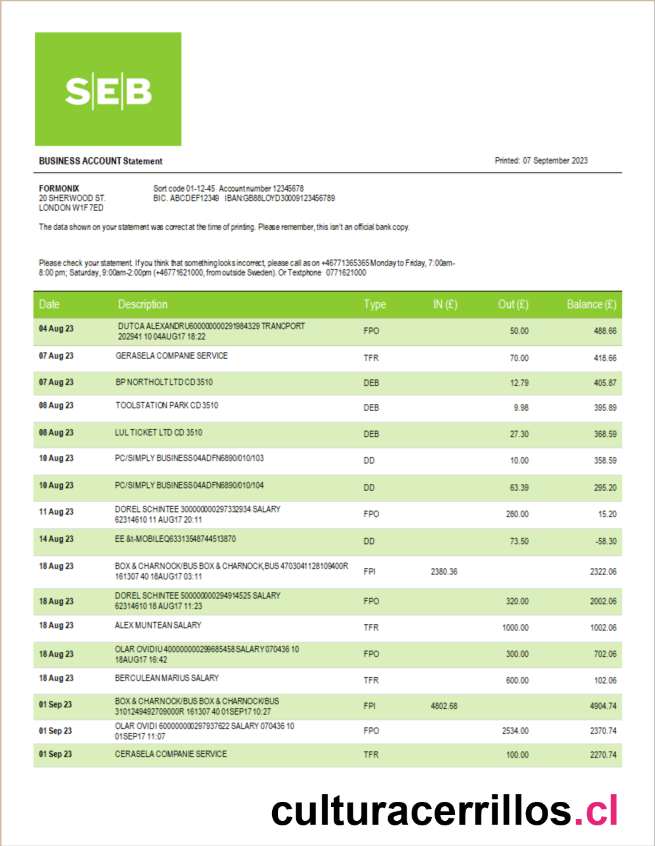 SEB
BUSINESS ACCOUNT Statement
Printed: 07 September 2023
FORMONIX
Sort code 01-12-45 Account number 12345678
20 SHERWOOD ST.
BIC. ABCDEF12349 IBAN:GB88LOYD30009123456789
LONDON W1F 7ED
The data shown on your statement was correct at the time of printing. Please remember, this isn't an official bank copy.
Please check your statement. If you think that something looks incorrect, please call as on +46771365365 Monday to Friday, 7:00am-
8:00 pm; Saturday, 9:00am-2:00pm (+46771621000, from outside Sweden). Or Textphone 0771621000
Date Description Type IN (£) Out (£) Balance (£)
04 Aug 23 DUTCA ALEXANDRU60000000291984329 TRANCPORT FPO 50.00 488.66
202941 10 04AUG17 18:22
07 Aug 23 GERASELA COMPANIE SERVICE TFR 70.00 418.66
07 Aug 23 BP NORTHOLT LTD CD 3510 DEB 12.79 405.87
08 Aug 23 TOOLSTATION PARK CD 3510 DEB 9.98 395.89
08 Aug 23 LUL TICKET LTD CD 3510 DEB 27.30 368.59
10 Aug 23 PC/SIMPLY BUSINESS04ADFN6890/010/103 DD 10.00 358.59
10 Aug 23 PC/SIMPLY BUSINESS04ADFN6890/010/104 DD 63.39 295.20
11 Aug 23 DOREL SCHINTEE 300000000297332934 SALARY FPO 280.00 15.20
62314610 11 AUG17 20:11
14 Aug 23 EE &t-MOBILEQ63313548744513870 DD 73.50 -58.30
18 Aug 23 BOX & CHARNOCK/BUS BOX & CHARNOCK,BUS 4703041128109400R FPI 2380.36 2322.06
161307 40 18AUG17 03:11
18 Aug 23 DOREL SCHINTEE 500000000294914525 SALARY FPO 320.00 2002.06
62314610 18 AUG17 11:23
18 Aug 23 ALEX MUNTEAN SALARY TFR 1000.00 1002.06
18 Aug 23 OLAR OVIDIU 400000000299685458 SALARY 070436 10 FPO 300.00 702.06
18AUG17 16:42
18 Aug 23 BERCULEAN MARIUS SALARY TFR 600.00 102.06
01 Sep 23 BOX & CHARNOCK/BUS BOX & CHARNOCK/BUS FPI 4802.68 4904.74
3101249492709000R 161307 40 01SEP17 10:27
01 Sep 23 OLAR OVIDI 600000000297937622 SALARY 070436 10 FPO 2534.00 2370.74
01SEP17 11:07
01 Sep 23 CERASELA COMPANIE SERVICE TFR 100.00 2270.74
culturacerrillos.cl